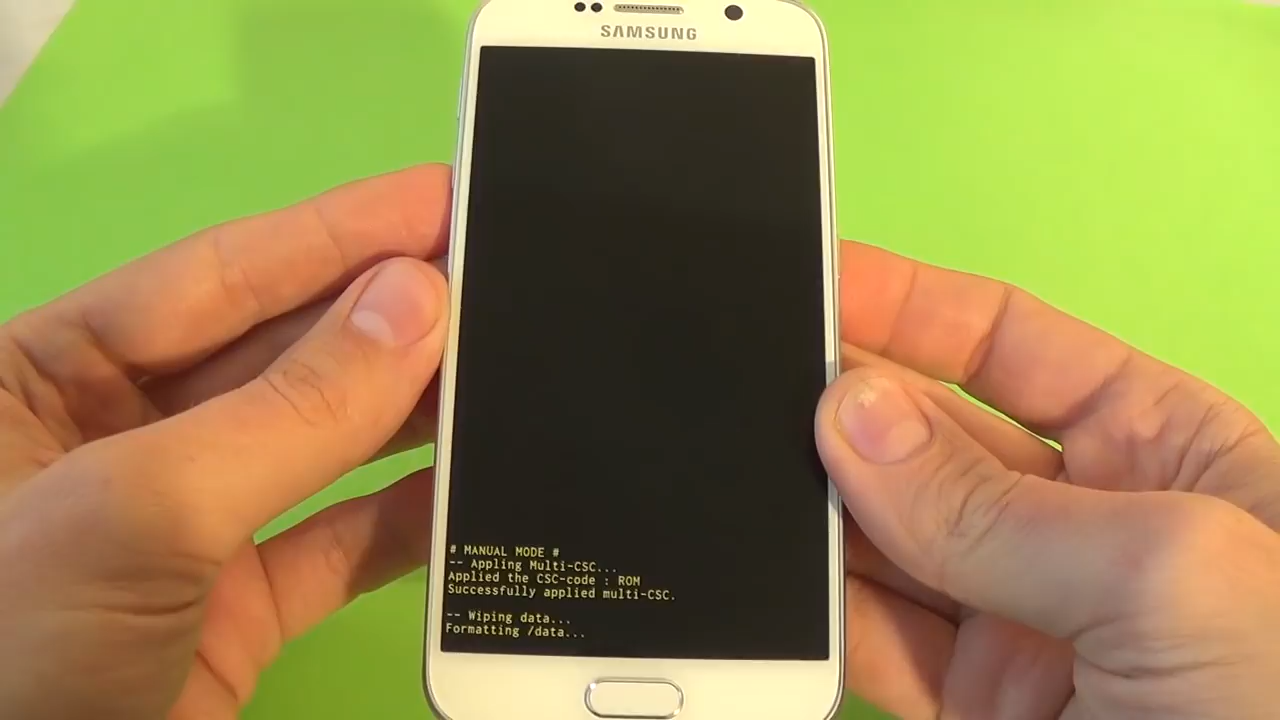 SAMSUNG
# MANUAL MODE #
-- Appling Multi-CSC...
Applied the CSC-code : ROM
Successfully applied multi-CSC.
-- Wiping data...
Formatting /data...